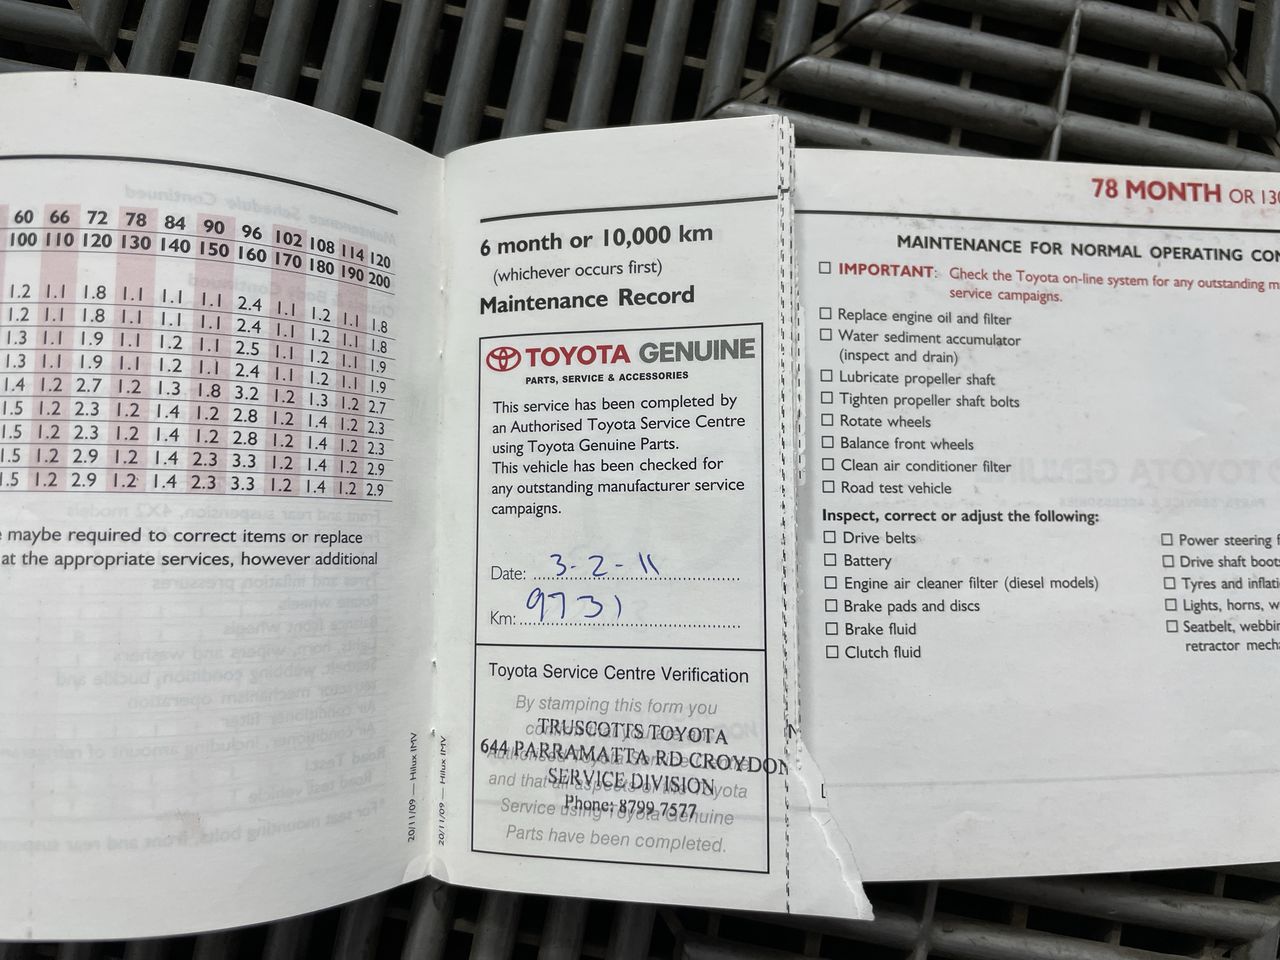 60 66 72 78 84 90 96 102 108 114 120
100 110 120 130 140 150 160 170 180 190 200
1.2 1.1 1.8 1.1 1.1 1.1 2.4 1.1 1.2 1.1 1.8
1.2 1.1 1.8 1.1 1.1 1.1 2.4 1.1 1.2 1.1 1.8
1.3 1.1 1.9 1.1 1.2 1.1 2.5 1.1 1.2 1.1 1.9
1.3 1.1 1.9 1.1 1.2 1.1 2.4 1.1 1.2 1.1 1.9
1.4 1.2 2.7 1.2 1.3 1.8 3.2 1.2 1.3 1.2 2.7
1.5 1.2 2.3 1.2 1.4 1.2 2.8 1.2 1.4 1.2 2.3
1.5 1.2 2.3 1.2 1.4 1.2 2.8 1.2 1.4 1.2 2.3
1.5 1.2 2.9 1.2 1.4 2.3 3.3 1.2 1.4 1.2 2.9
1.5 1.2 2.9 1.2 1.4 2.3 3.3 1.2 1.4 1.2 2.9
maybe required to correct items or replace
at the appropriate services, however additional
20/11/09 — Hilux IMV
20/11/09 — Hilux IMV
6 month or 10,000 km
(whichever occurs first)
Maintenance Record
TOYOTA GENUINE
PARTS, SERVICE & ACCESSORIES
This service has been completed by
an Authorised Toyota Service Centre
using Toyota Genuine Parts.
This vehicle has been checked for
any outstanding manufacturer service
campaigns.
Date: 3-2-11
Km: 9731
Toyota Service Centre Verification
By stamping this form you
TRUSCOTTS TOYOTA
644 PARRAMATTA RD CROYDON
SERVICE DIVISION
Phone: 8799 7577
Service using Toyota Genuine
Parts have been completed.
78 MONTH OR 130
MAINTENANCE FOR NORMAL OPERATING CON
IMPORTANT: Check the Toyota on-line system for any outstanding m
service campaigns.
Replace engine oil and filter
Water sediment accumulator
(inspect and drain)
Lubricate propeller shaft
Tighten propeller shaft bolts
Rotate wheels
Balance front wheels
Clean air conditioner filter
Road test vehicle
Inspect, correct or adjust the following:
Drive belts
Battery
Engine air cleaner filter (diesel models)
Brake pads and discs
Brake fluid
Clutch fluid
Power steering f
Drive shaft boots
Tyres and inflati
Lights, horns, w
Seatbelt, webbin
retractor mecha